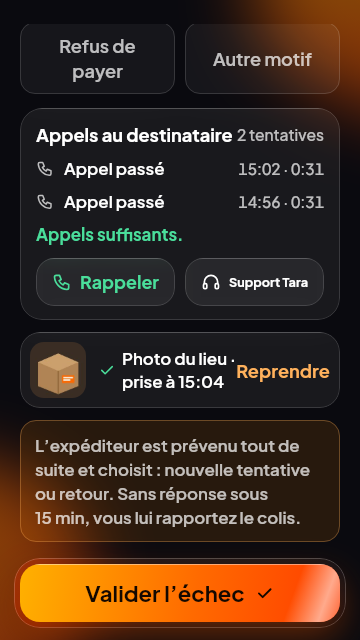 Refus de
payer
Autre motif
Appels au destinataire 2 tentatives
Appel passé 15:02 · 0:31
Appel passé 14:56 · 0:31
Appels suffisants.
Rappeler
Support Tara
Photo du lieu ·
prise à 15:04
Reprendre
L’expéditeur est prévenu tout de
suite et choisit : nouvelle tentative
ou retour. Sans réponse sous
15 min, vous lui rapportez le colis.
Valider l’échec